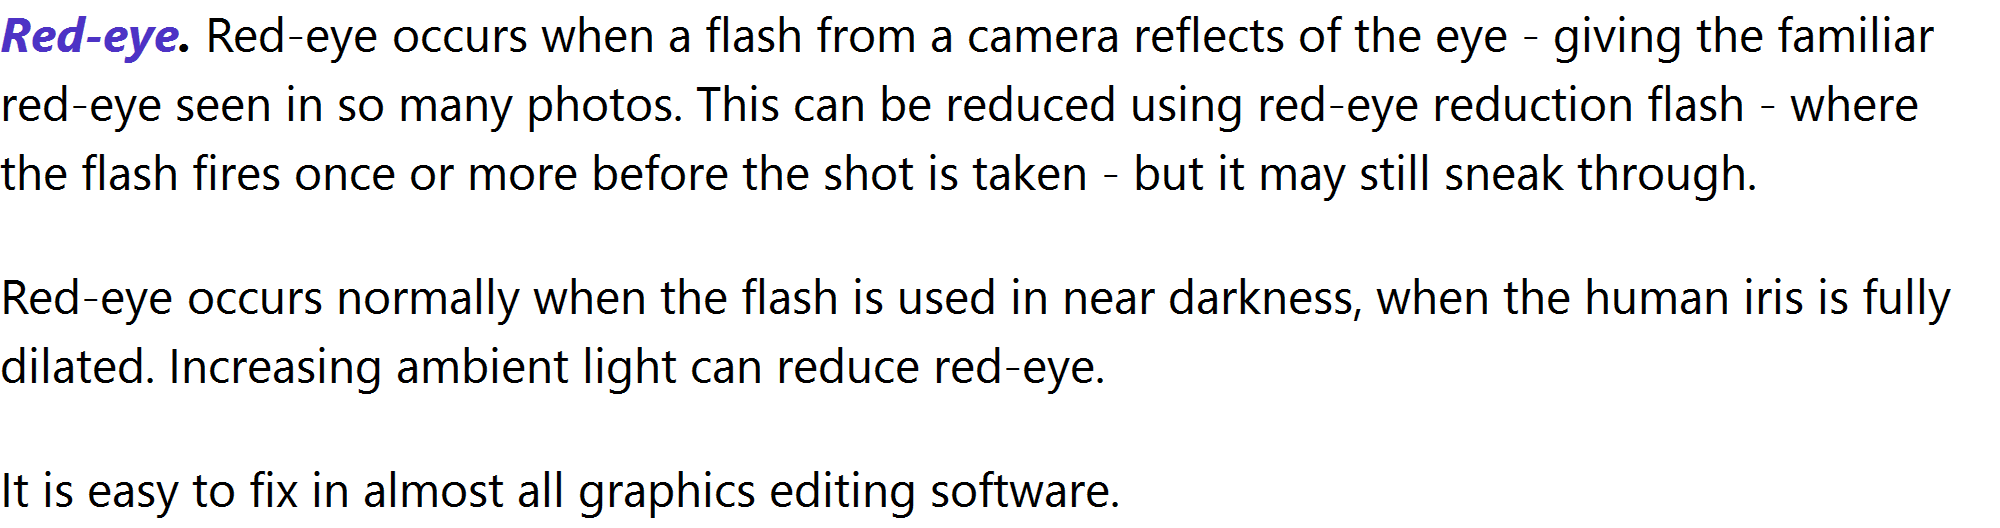 Red-eye. Red-eye occurs when a flash from a camera reflects of the eye - giving the familiar
red-eye seen in so many photos. This can be reduced using red-eye reduction flash - where
the flash fires once or more before the shot is taken - but it may still sneak through.
Red-eye occurs normally when the flash is used in near darkness, when the human iris is fully
dilated. Increasing ambient light can reduce red-eye.
It is easy to fix in almost all graphics editing software.